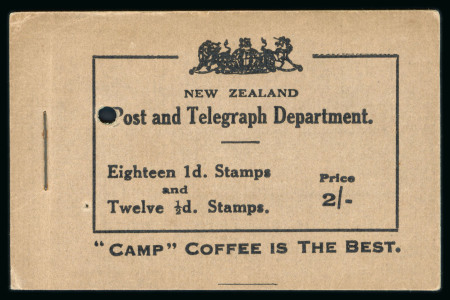 NEW ZEALAND
Post and Telegraph Department.
Eighteen 1d. Stamps
and
Twelve ½d. Stamps.
Price
2/-
"CAMP" COFFEE IS THE BEST.